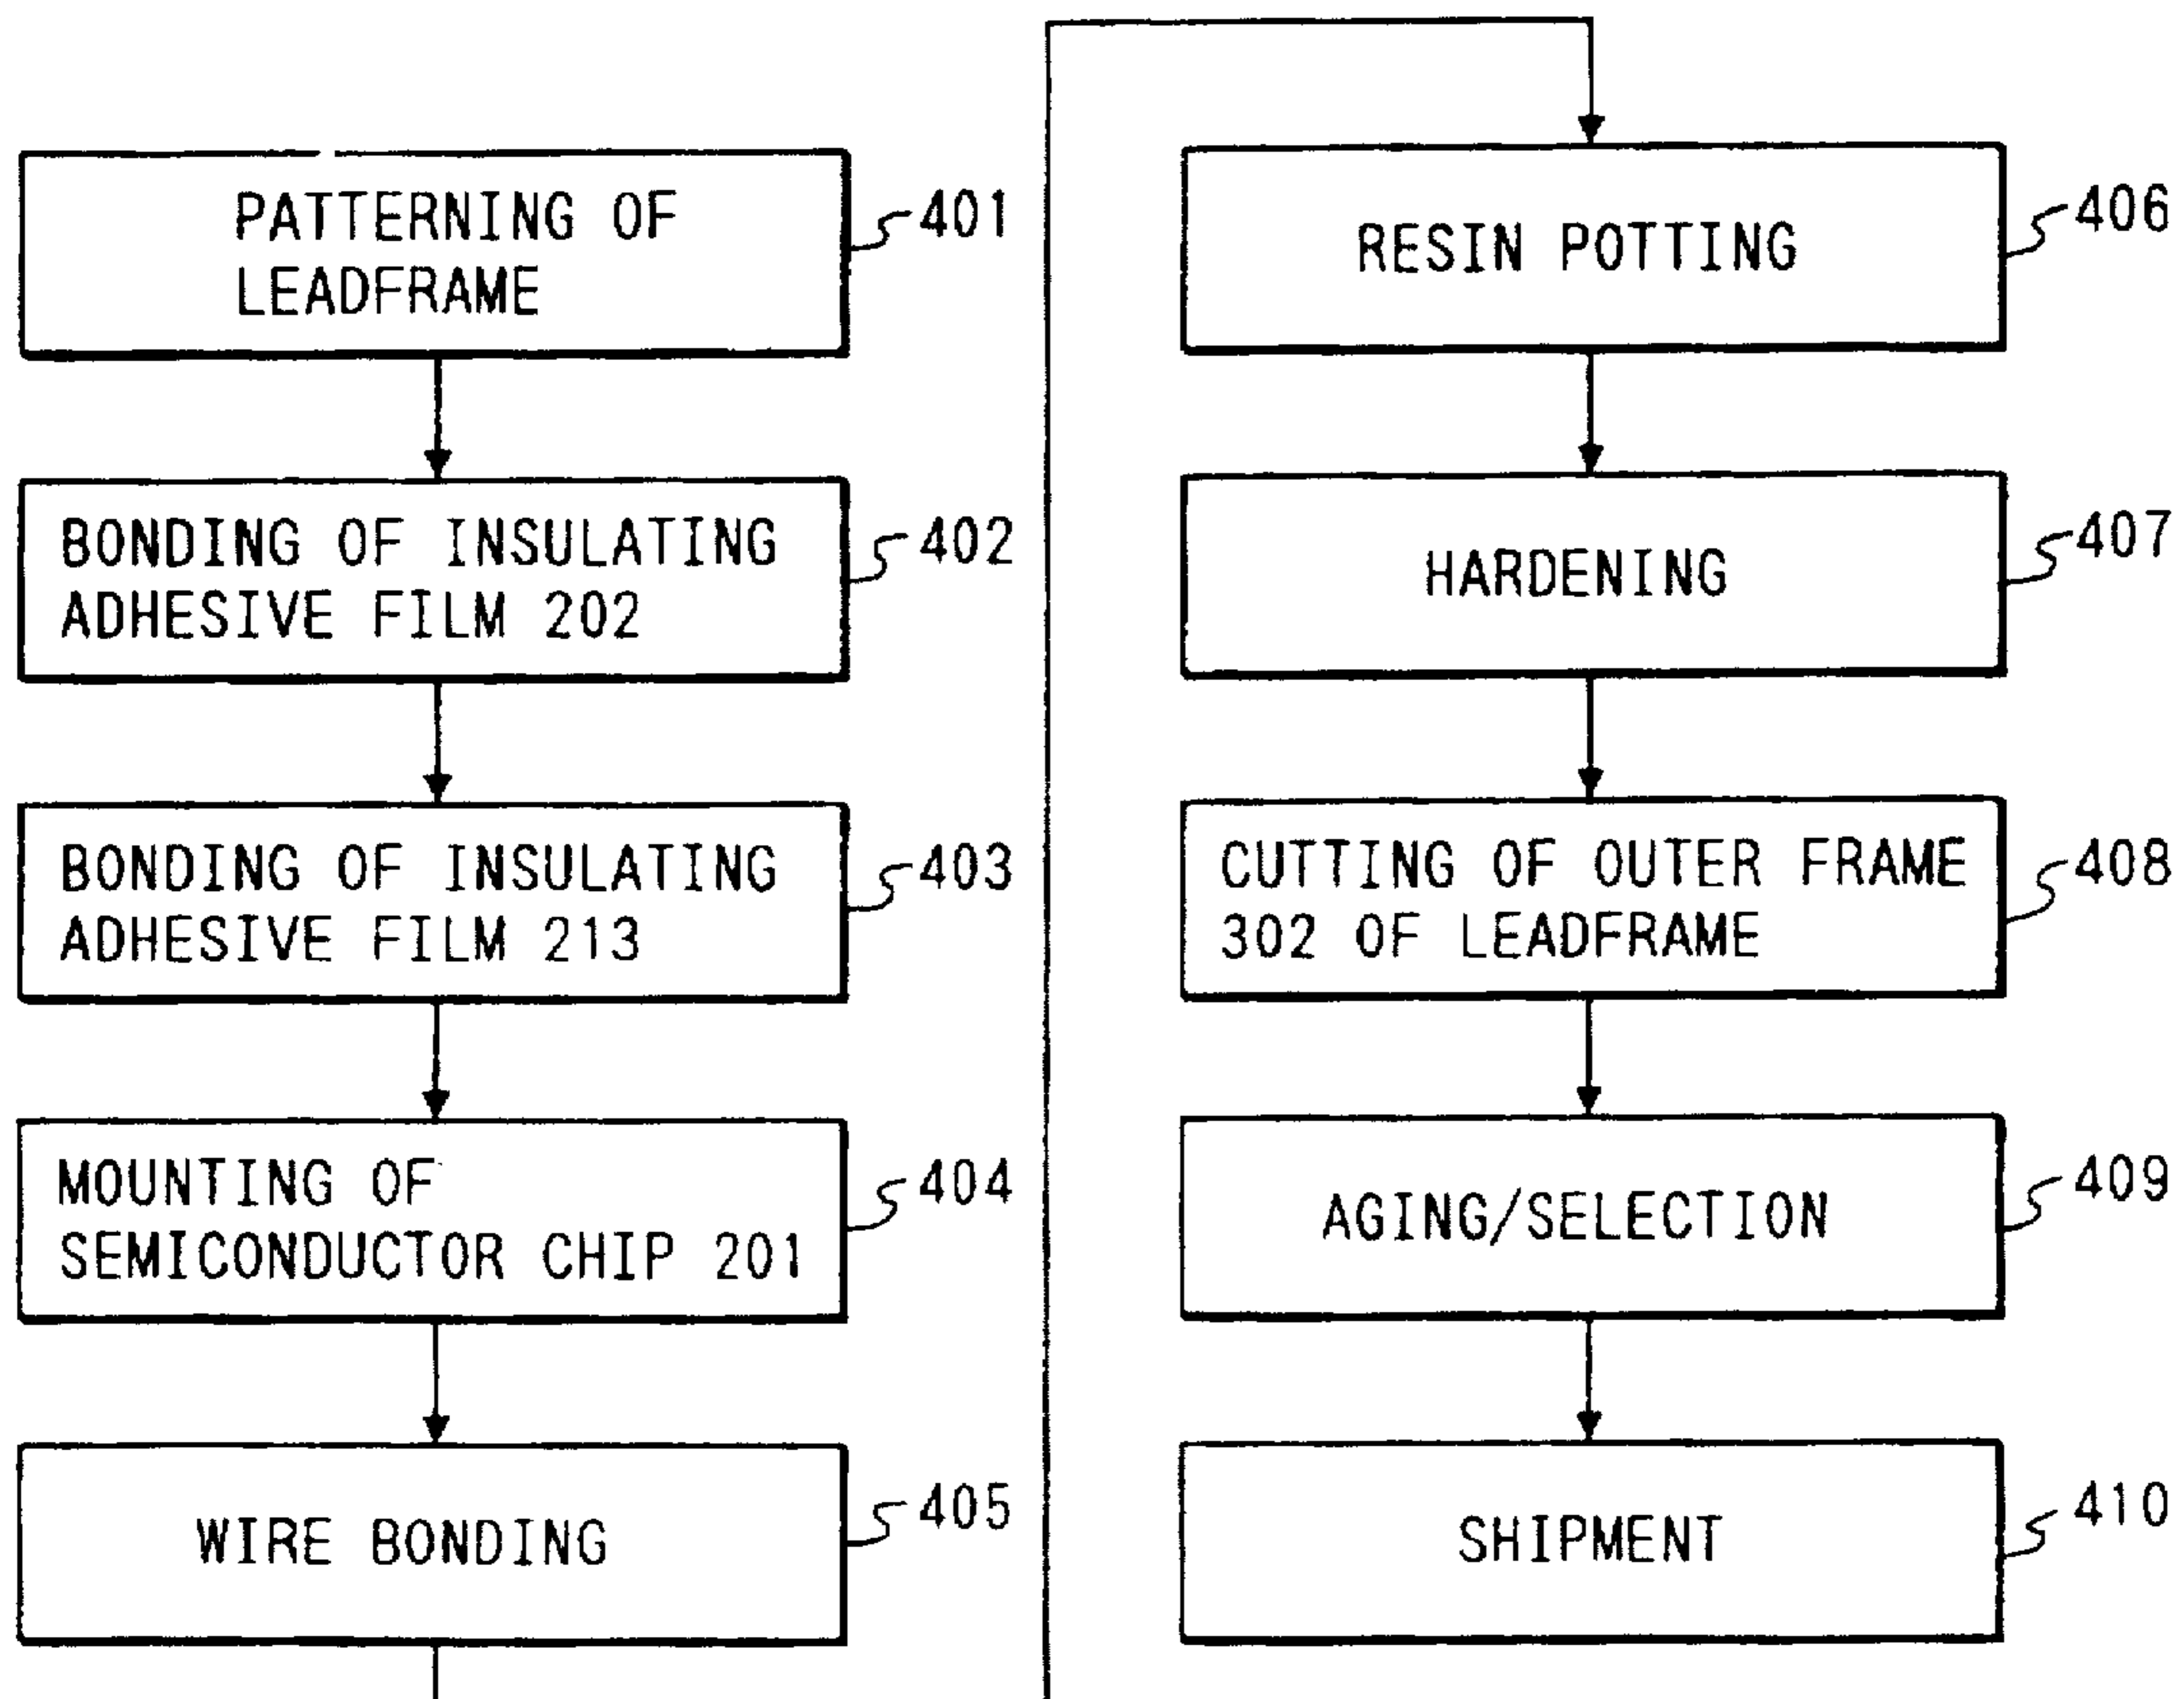 PATTERNING OF
LEADFRAME
401
BONDING OF INSULATING
ADHESIVE FILM 202
402
BONDING OF INSULATING
ADHESIVE FILM 213
403
MOUNTING OF
SEMICONDUCTOR CHIP 201
404
WIRE BONDING
405
RESIN POTTING
406
HARDENING
407
CUTTING OF OUTER FRAME
302 OF LEADFRAME
408
AGING/SELECTION
409
SHIPMENT
410